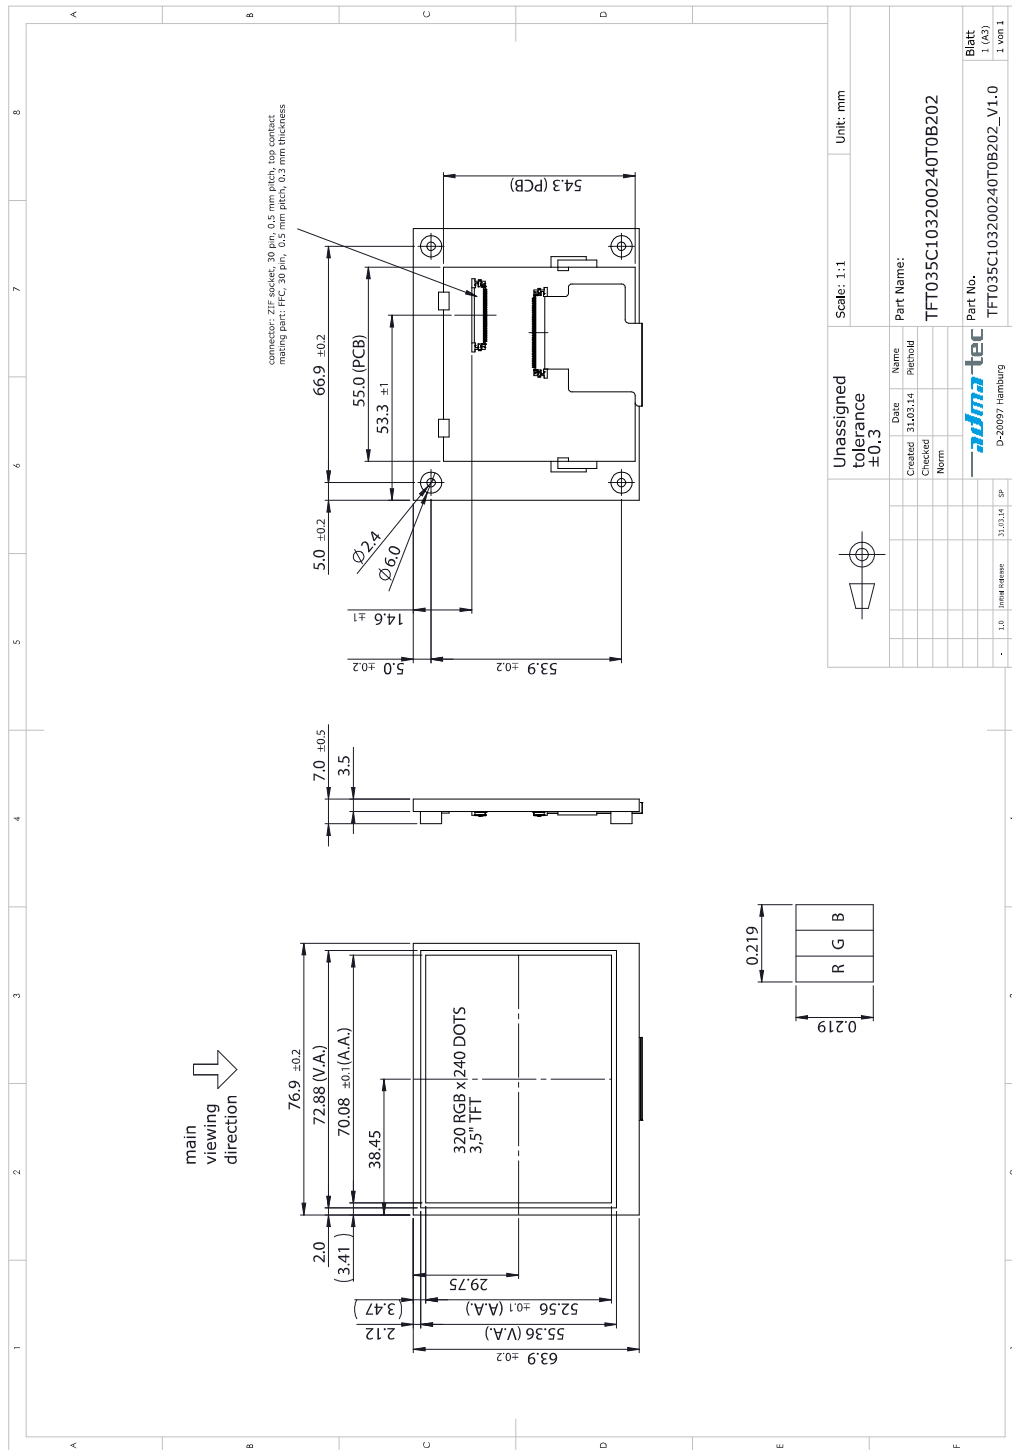 A
B
C
D
8
7
6
5
4
3
2
1
A
B
C
D
E
F
connector: ZIF socket, 30 pin, 0.5 mm pitch, top contact
mating part: FFC, 30 pin, 0.5 mm pitch, 0.3 mm thickness
54.3 (PCB)
66.9 ±0.2
55.0 (PCB)
53.3 ±1
5.0 ±0.2
Ø2.4
Ø6.0
14.6 ±1
5.0 ±0.2
53.9 ±0.2
7.0 ±0.5
3.5
main
viewing
direction
76.9 ±0.2
72.88 (V.A.)
70.08 ±0.1(A.A.)
38.45
320 RGB x 240 DOTS
3,5" TFT
2.0
(3.41)
29.75
(3.47)
52.56 ±0.1 (A.A.)
2.12
55.36 (V.A.)
63.9 ±0.2
0.219
R G B
0.219
Unassigned
tolerance
±0.3
Scale: 1:1
Unit: mm
Date
Name
Created
31.03.14
Piethold
Checked
Norm
Part Name:
TFT035C103200240T0B202
admatec
D-20097 Hamburg
Part No.
TFT035C103200240T0B202_V1.0
Blatt
1 (A3)
1 von 1
-
1.0
Initial Release
31.03.14
SP